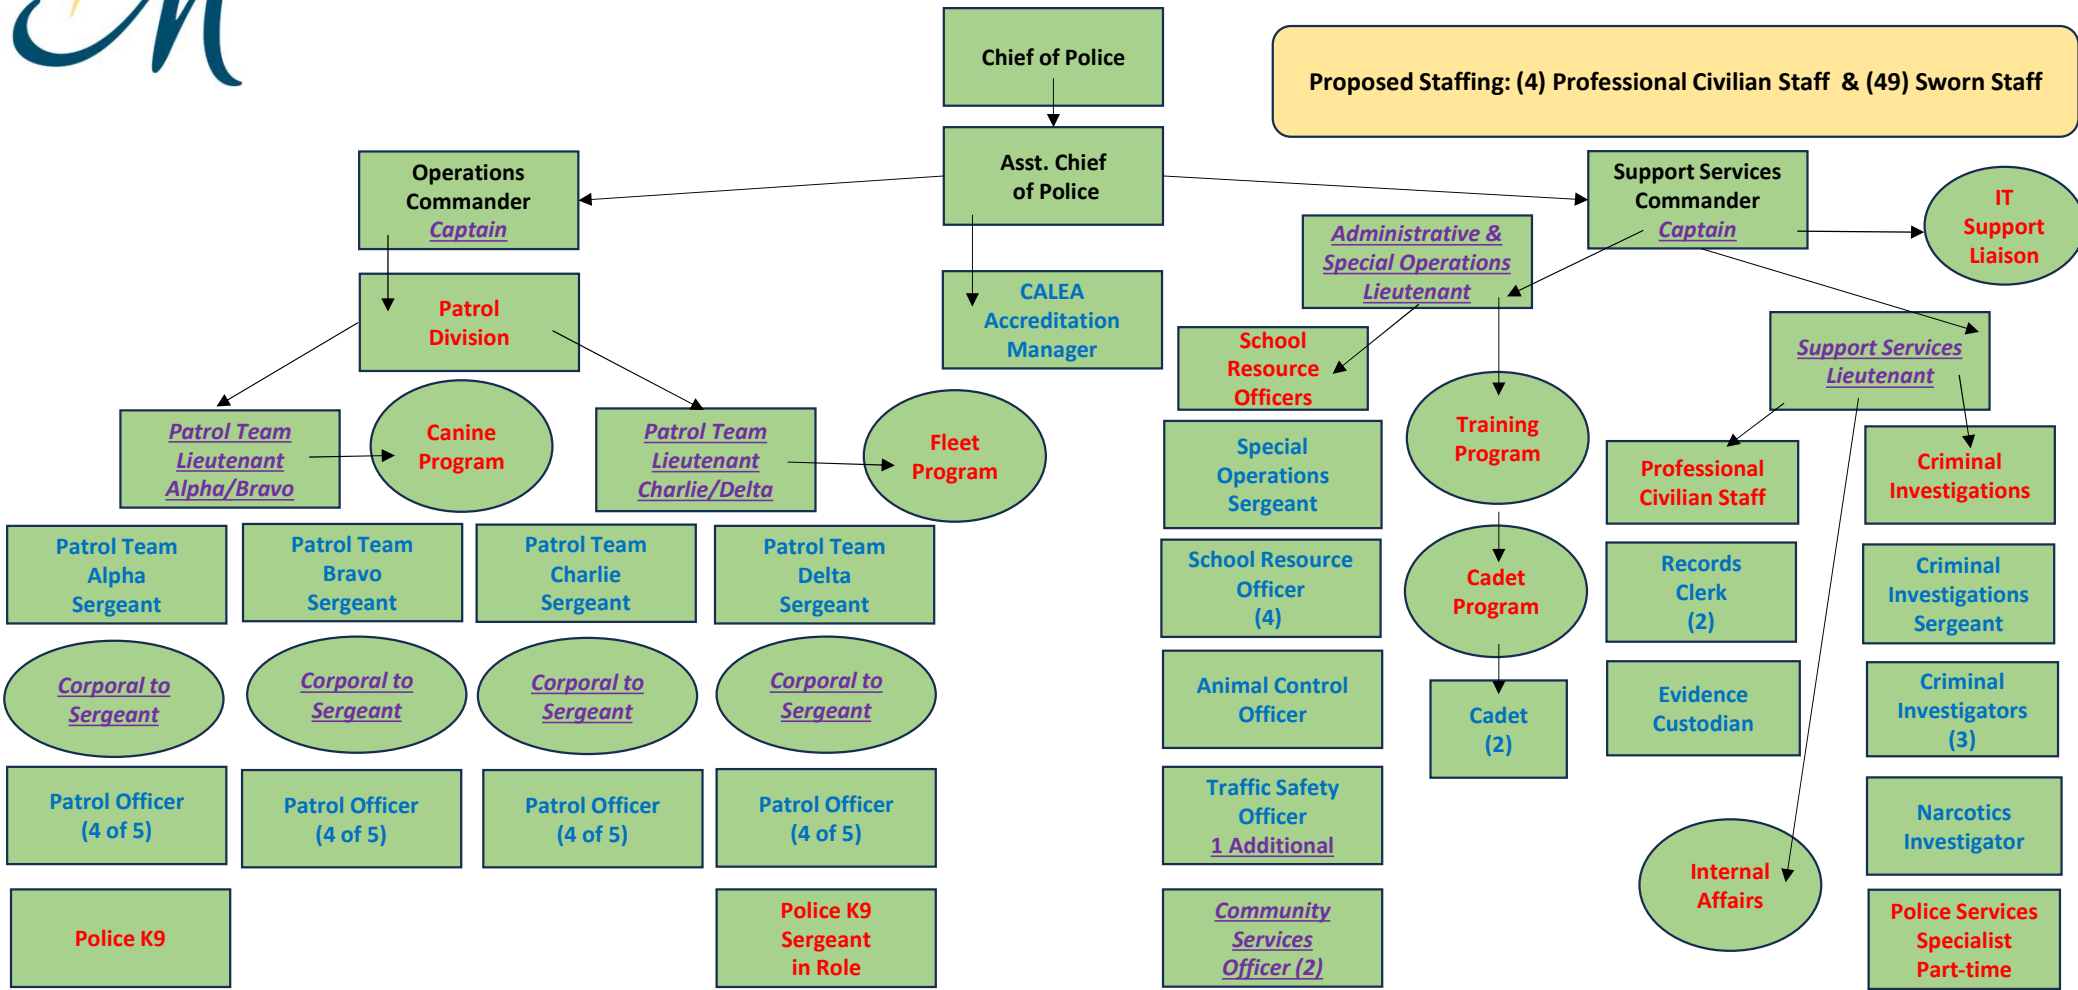 Chief of Police
Proposed Staffing: (4) Professional Civilian Staff & (49) Sworn Staff
Asst. Chief
of Police
Operations
Commander
Captain
Support Services
Commander
Captain
IT
Support
Liaison
Administrative &
Special Operations
Lieutenant
Patrol
Division
CALEA
Accreditation
Manager
School
Resource
Officers
Support Services
Lieutenant
Patrol Team
Lieutenant
Alpha/Bravo
Canine
Program
Patrol Team
Lieutenant
Charlie/Delta
Fleet
Program
Training
Program
Special
Operations
Sergeant
Professional
Civilian Staff
Criminal
Investigations
Patrol Team
Alpha
Sergeant
Patrol Team
Bravo
Sergeant
Patrol Team
Charlie
Sergeant
Patrol Team
Delta
Sergeant
School Resource
Officer
(4)
Cadet
Program
Records
Clerk
(2)
Criminal
Investigations
Sergeant
Corporal to
Sergeant
Corporal to
Sergeant
Corporal to
Sergeant
Corporal to
Sergeant
Animal Control
Officer
Cadet
(2)
Evidence
Custodian
Criminal
Investigators
(3)
Patrol Officer
(4 of 5)
Patrol Officer
(4 of 5)
Patrol Officer
(4 of 5)
Patrol Officer
(4 of 5)
Traffic Safety
Officer
1 Additional
Narcotics
Investigator
Internal
Affairs
Police K9
Police K9
Sergeant
in Role
Community
Services
Officer (2)
Police Services
Specialist
Part-time